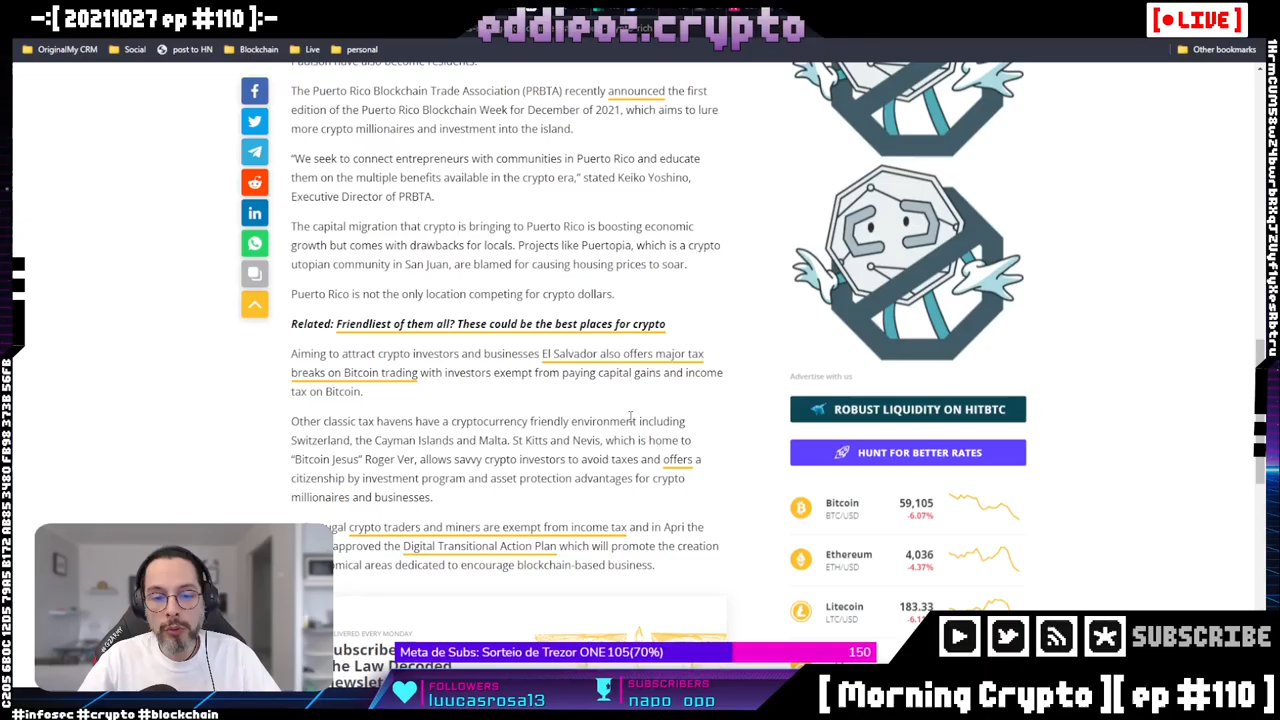 -:[ 20211027 ep #110 ]:-
eddieoz.crypto
[ ● LIVE ]
OriginalMy CRM
Social
post to HN
Blockchain
Live
personal
Other bookmarks
have also become residents.
The Puerto Rico Blockchain Trade Association (PRBTA) recently announced the first
edition of the Puerto Rico Blockchain Week for December of 2021, which aims to lure
more crypto millionaires and investment into the island.
“We seek to connect entrepreneurs with communities in Puerto Rico and educate
them on the multiple benefits available in the crypto era,” stated Keiko Yoshino,
Executive Director of PRBTA.
The capital migration that crypto is bringing to Puerto Rico is boosting economic
growth but comes with drawbacks for locals. Projects like Puertopia, which is a crypto
utopian community in San Juan, are blamed for causing housing prices to soar.
Puerto Rico is not the only location competing for crypto dollars.
Related: Friendliest of them all? These could be the best places for crypto
Aiming to attract crypto investors and businesses El Salvador also offers major tax
breaks on Bitcoin trading with investors exempt from paying capital gains and income
tax on Bitcoin.
Other classic tax havens have a cryptocurrency friendly environment including
Switzerland, the Cayman Islands and Malta. St Kitts and Nevis, which is home to
“Bitcoin Jesus” Roger Ver, allows savvy crypto investors to avoid taxes and offers a
citizenship by investment program and asset protection advantages for crypto
millionaires and businesses.
ugal crypto traders and miners are exempt from income tax and in Apri the
approved the Digital Transitional Action Plan which will promote the creation
omical areas dedicated to encourage blockchain-based business.
Advertise with us
ROBUST LIQUIDITY ON HITBTC
HUNT FOR BETTER RATES
Bitcoin 59,105
BTC/USD -6.07%
Ethereum 4,036
ETH/USD -4.37%
Litecoin 183.33
LTC/USD
IVERED EVERY MONDAY
ubscribe
he Law Decoded
ewslet
Meta de Subs: Sorteio de Trezor ONE 105(70%) 150
FOLLOWERS
luucasrosa13
SUBSCRIBERS
napo_opp
SUBSCRIBE
[ Morning Crypto ][ ep #110 ]
#infosec #crypto #blockchain